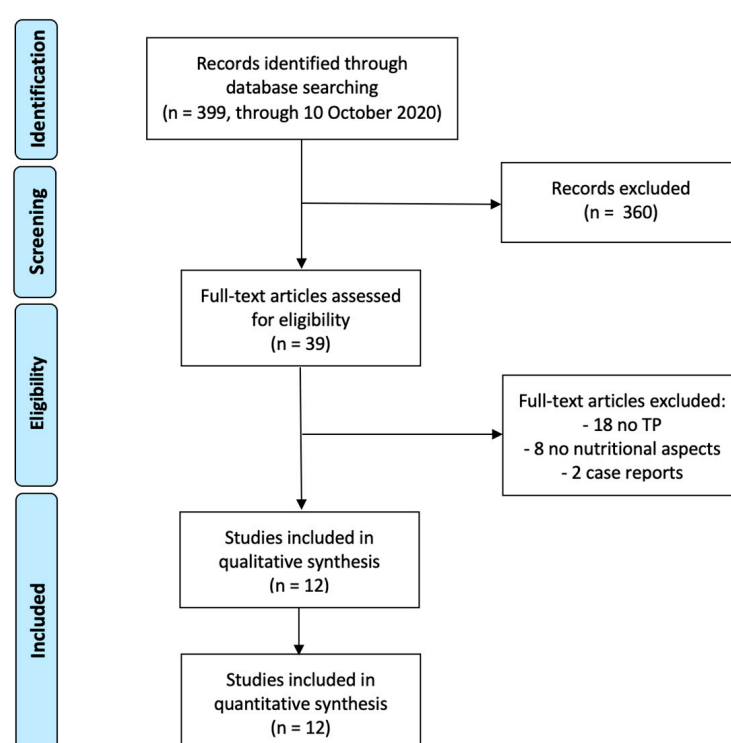 Identification
Records identified through
database searching
(n = 399, through 10 October 2020)
Screening
Records excluded
(n = 360)
Full-text articles assessed
for eligibility
(n = 39)
Eligibility
Full-text articles excluded:
- 18 no TP
- 8 no nutritional aspects
- 2 case reports
Included
Studies included in
qualitative synthesis
(n = 12)
Studies included in
quantitative synthesis
(n = 12)